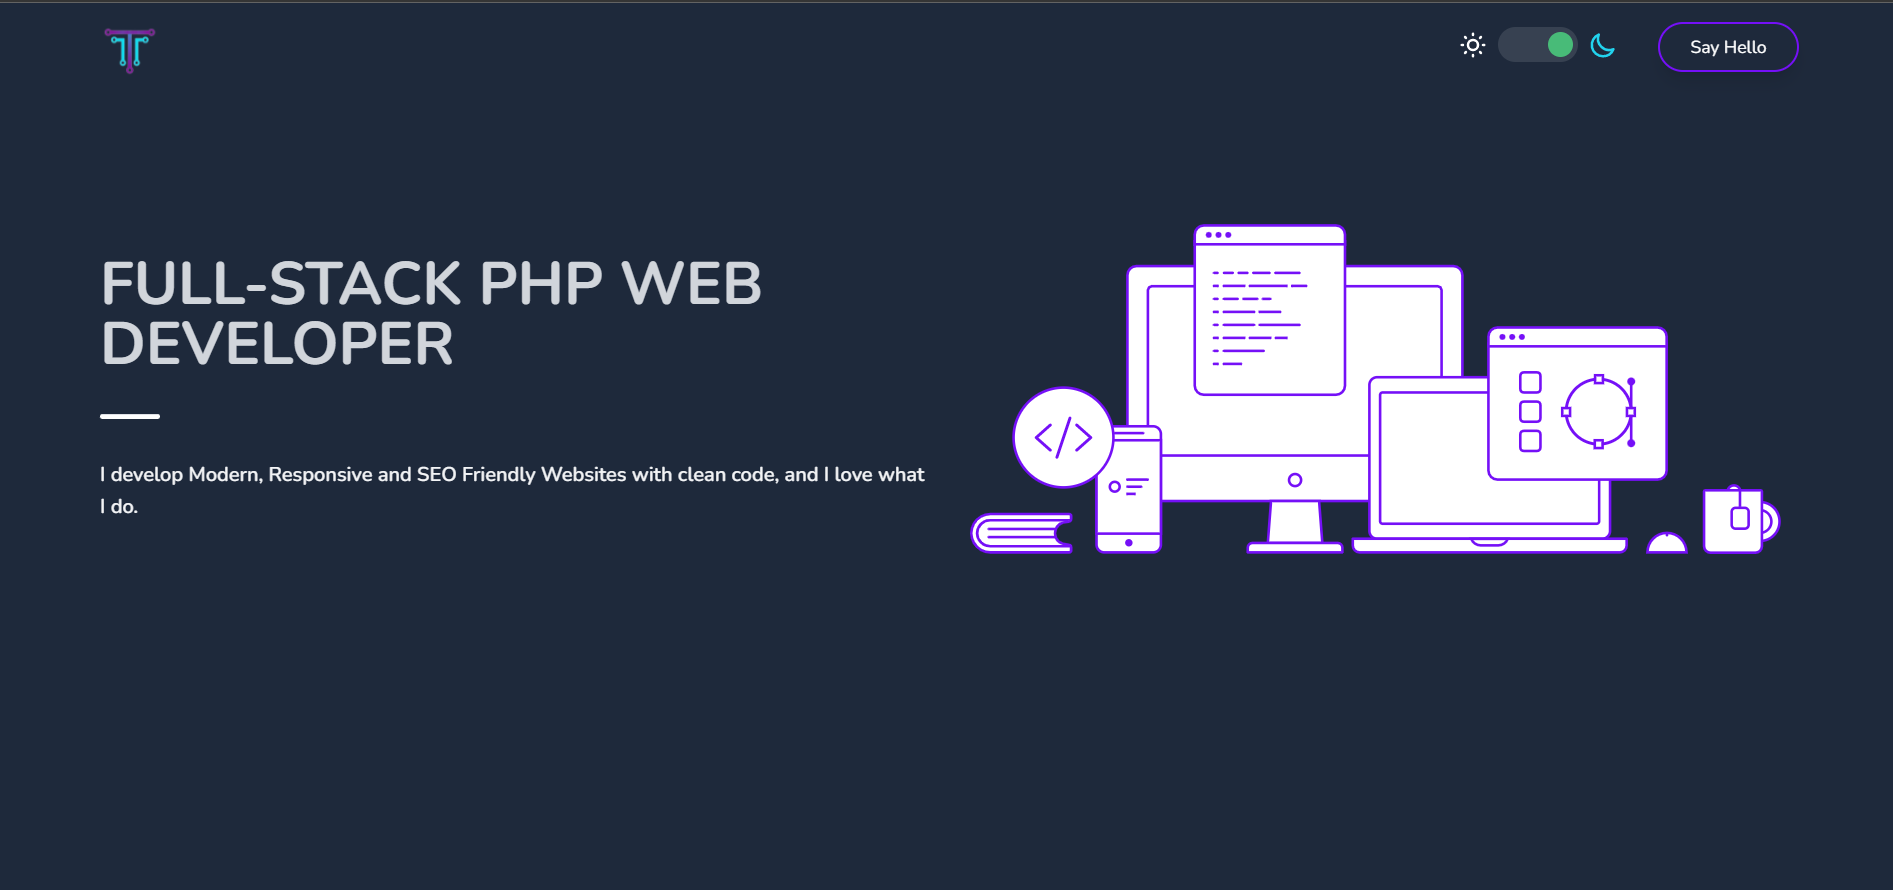 Say Hello
FULL-STACK PHP WEB
DEVELOPER
I develop Modern, Responsive and SEO Friendly Websites with clean code, and I love what
I do.